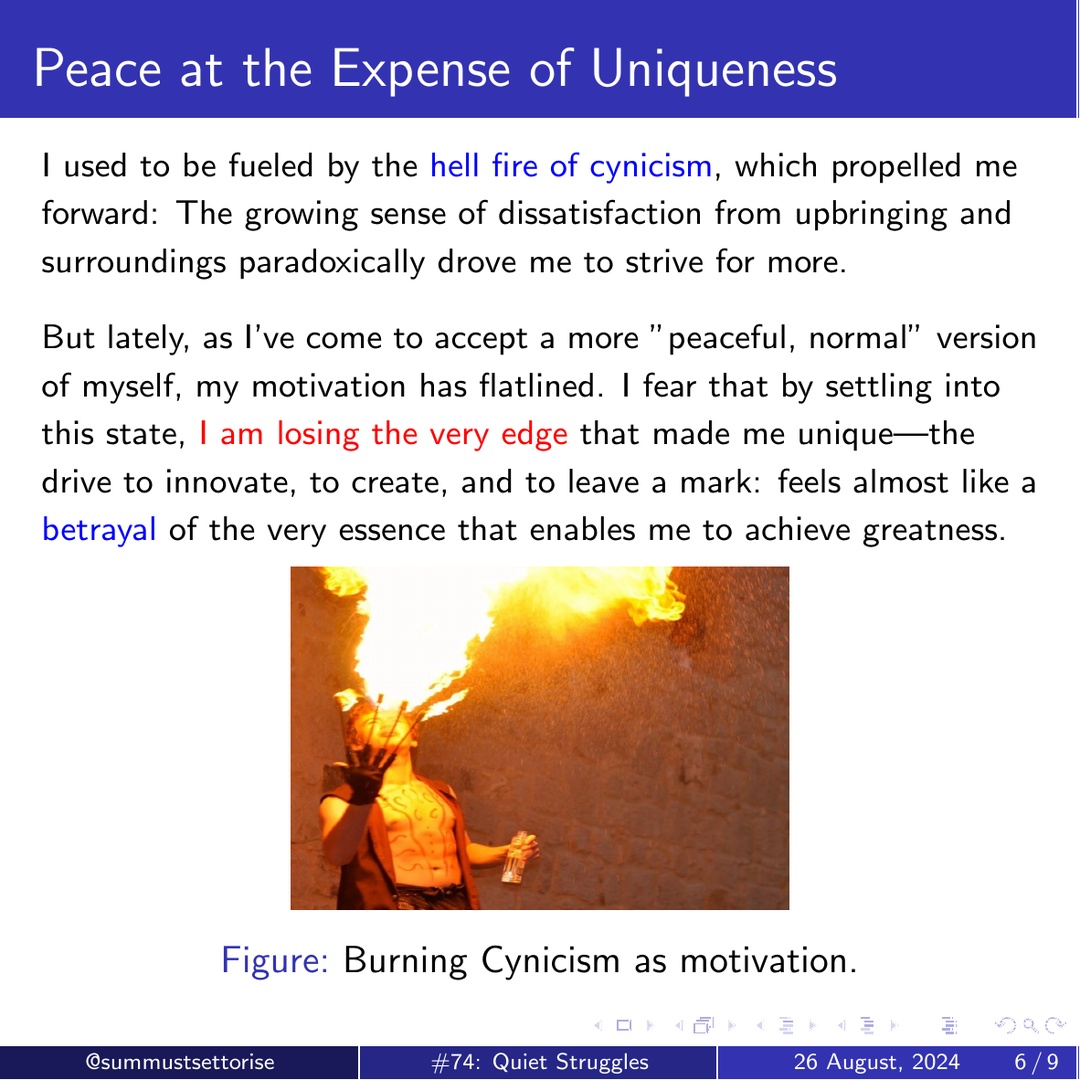 Peace at the Expense of Uniqueness
I used to be fueled by the hell fire of cynicism, which propelled me
forward: The growing sense of dissatisfaction from upbringing and
surroundings paradoxically drove me to strive for more.
But lately, as I've come to accept a more "peaceful, normal" version
of myself, my motivation has flatlined. I fear that by settling into
this state, I am losing the very edge that made me unique—the
drive to innovate, to create, and to leave a mark: feels almost like a
betrayal of the very essence that enables me to achieve greatness.
Figure: Burning Cynicism as motivation.
@summustsettorise #74: Quiet Struggles 26 August, 2024 6 / 9